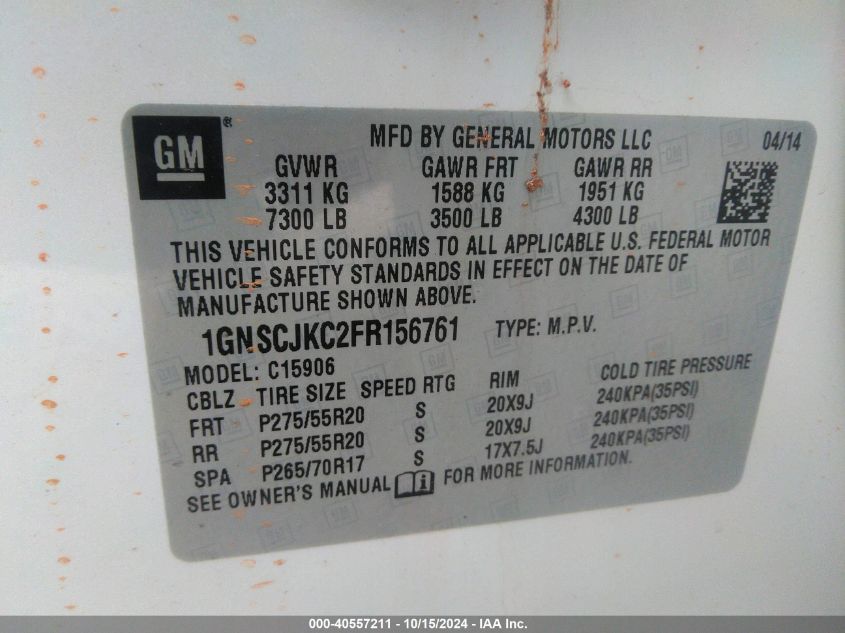 GM®
MFD BY GENERAL MOTORS LLC 04/14
GVWR GAWR FRT GAWR RR
3311 KG 1588 KG 1951 KG
7300 LB 3500 LB 4300 LB
THIS VEHICLE CONFORMS TO ALL APPLICABLE U.S. FEDERAL MOTOR
VEHICLE SAFETY STANDARDS IN EFFECT ON THE DATE OF
MANUFACTURE SHOWN ABOVE.
1GNSCJKC2FR156761 TYPE: M.P.V.
MODEL: C15906
CBLZ TIRE SIZE SPEED RTG RIM COLD TIRE PRESSURE
FRT P275/55R20 S 20X9J 240KPA(35PSI)
RR P275/55R20 S 20X9J 240KPA(35PSI)
SPA P265/70R17 S 17X7.5J 240KPA(35PSI)
SEE OWNER'S MANUAL FOR MORE INFORMATION.
000-40557211 - 10/15/2024 - IAA Inc.